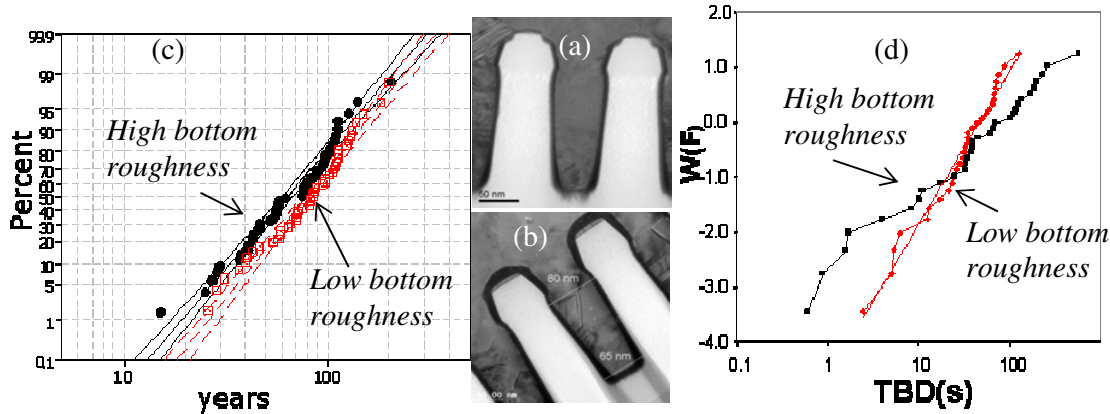 (c)
99.9
99
95
90
80
70
60
50
40
30
20
10
5
1
0.1
Percent
High bottom
roughness
Low bottom
roughness
10
100
years
(a)
50 nm
(b)
80 nm
65 nm
(d)
2.0
1.0
0.0
-1.0
-2.0
-3.0
-4.0
W(F)
High bottom
roughness
Low bottom
roughness
0.1
1
10
100
TBD(s)